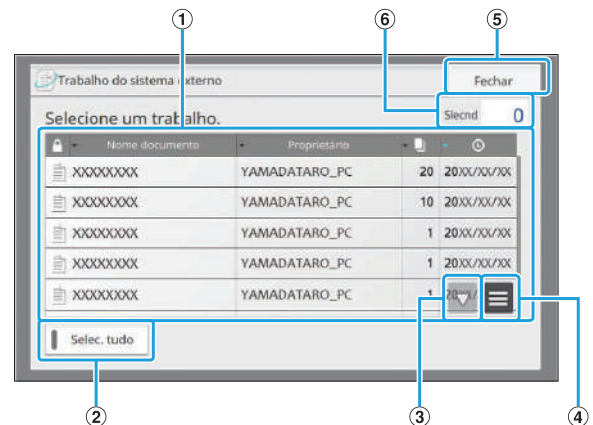 1 6 5
Trabalho do sistema externo Fechar
Selecione um trabalho. Slecnd 0
Nome documento Proprietário
XXXXXXXX YAMADATARO_PC 20 20XX/XX/XX
XXXXXXXX YAMADATARO_PC 10 20XX/XX/XX
XXXXXXXX YAMADATARO_PC 1 20XX/XX/XX
XXXXXXXX YAMADATARO_PC 1 20XX/XX/XX
XXXXXXXX YAMADATARO_PC 1
Selec. tudo
2 3 4